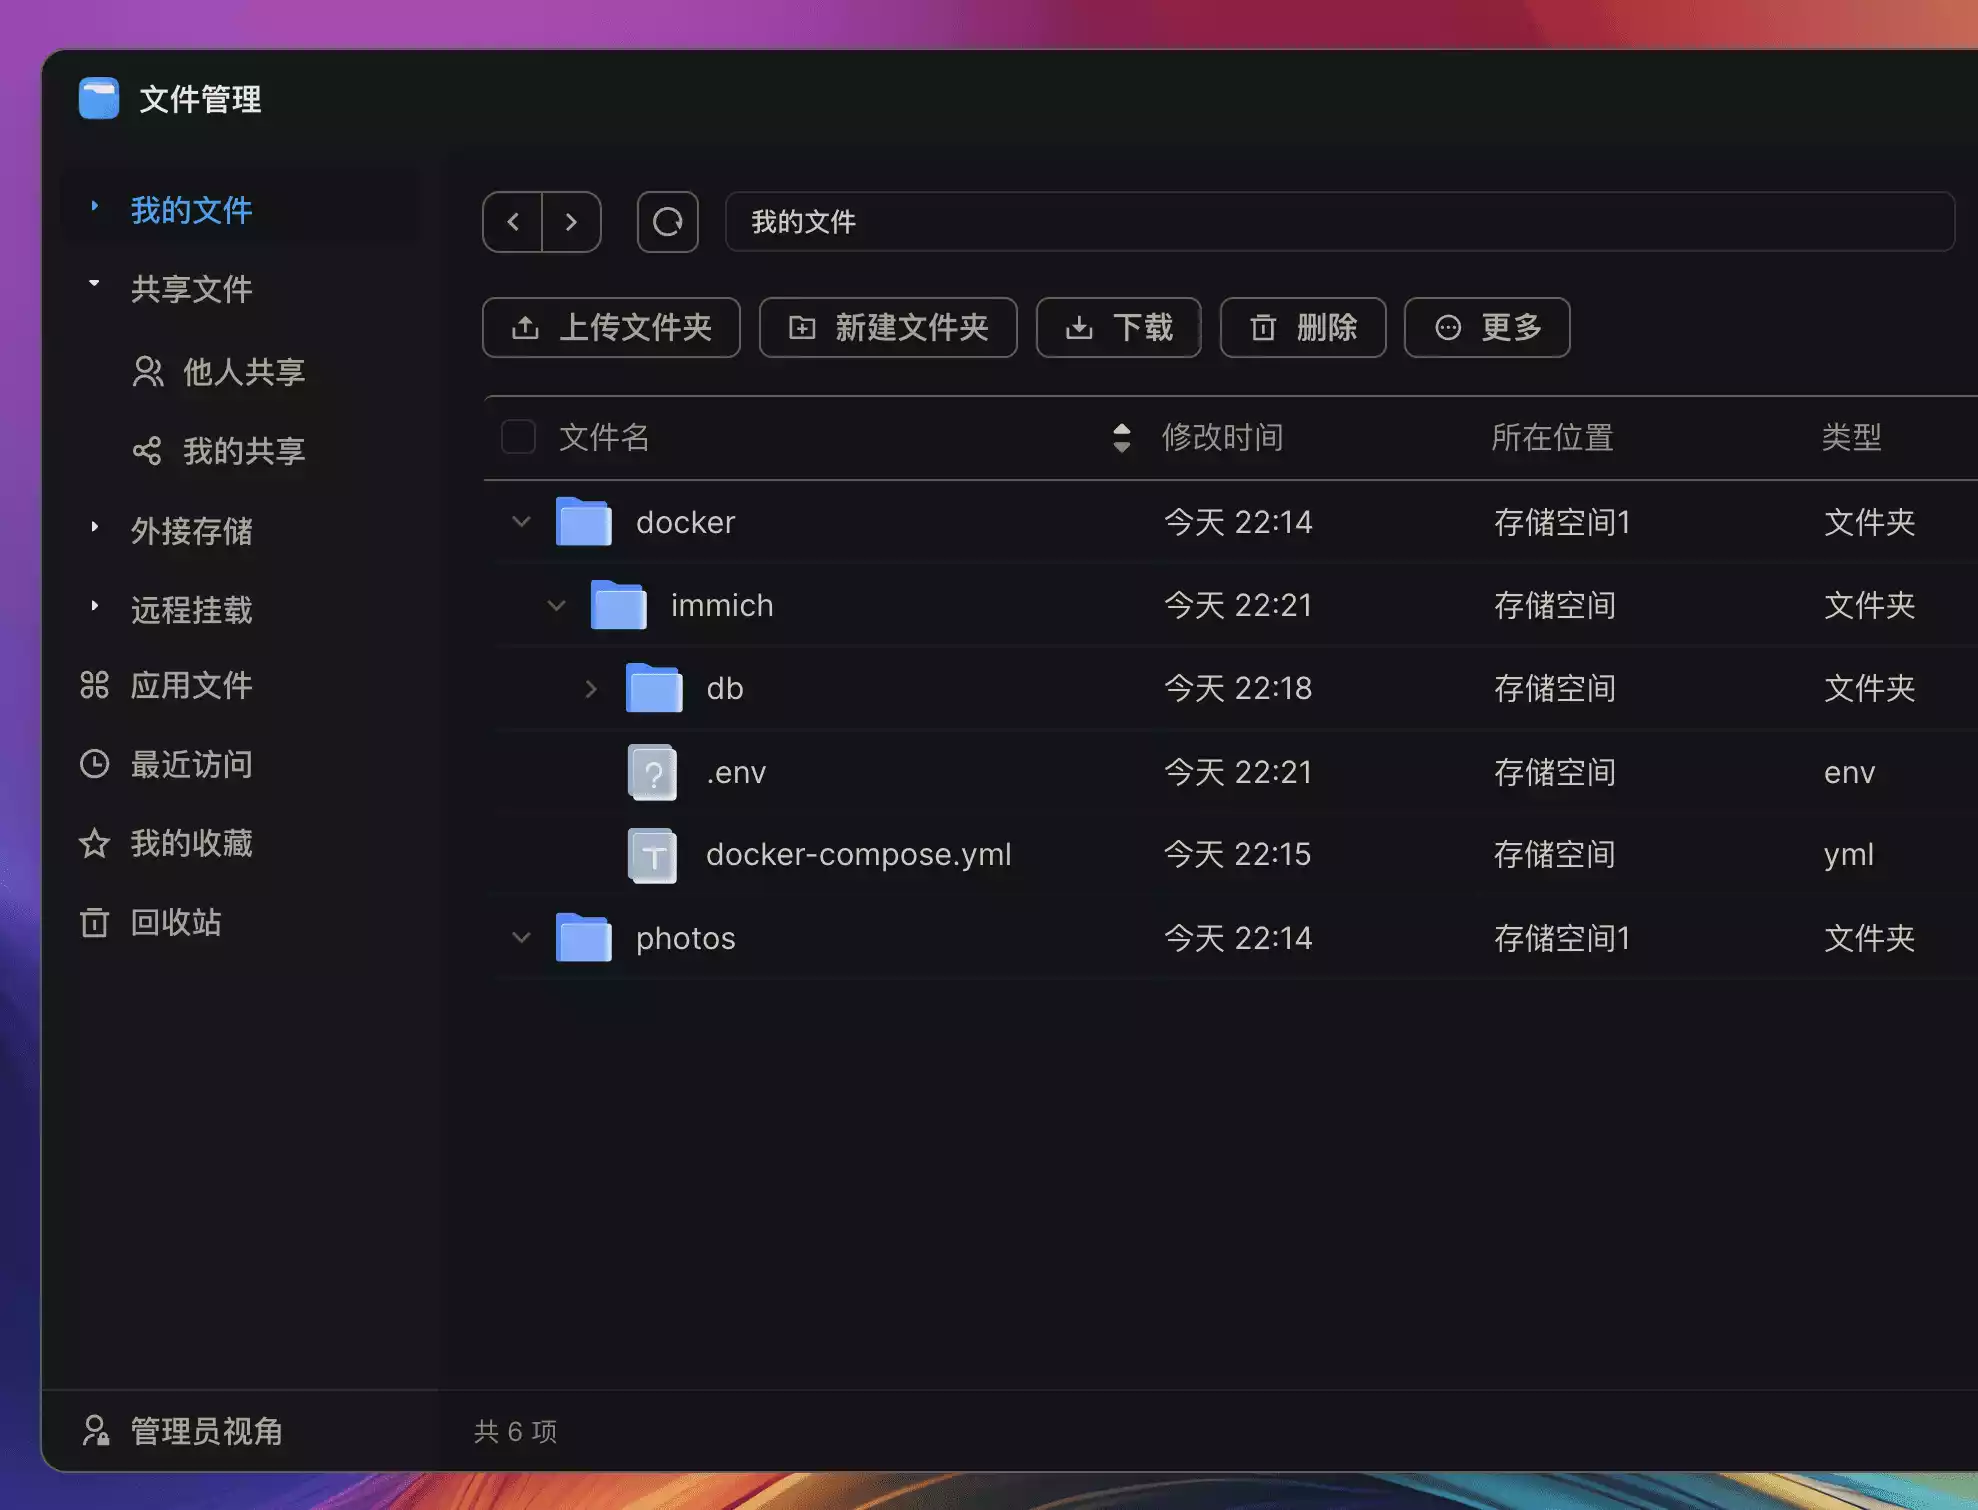 文件管理
我的文件
共享文件
他人共享
我的共享
外接存储
远程挂载
应用文件
最近访问
我的收藏
回收站
管理员视角
我的文件
上传文件夹 新建文件夹 下载 删除 更多
文件名 修改时间 所在位置 类型
docker 今天 22:14 存储空间1 文件夹
immich 今天 22:21 存储空间 文件夹
db 今天 22:18 存储空间 文件夹
.env 今天 22:21 存储空间 env
docker-compose.yml 今天 22:15 存储空间 yml
photos 今天 22:14 存储空间1 文件夹
共 6 项